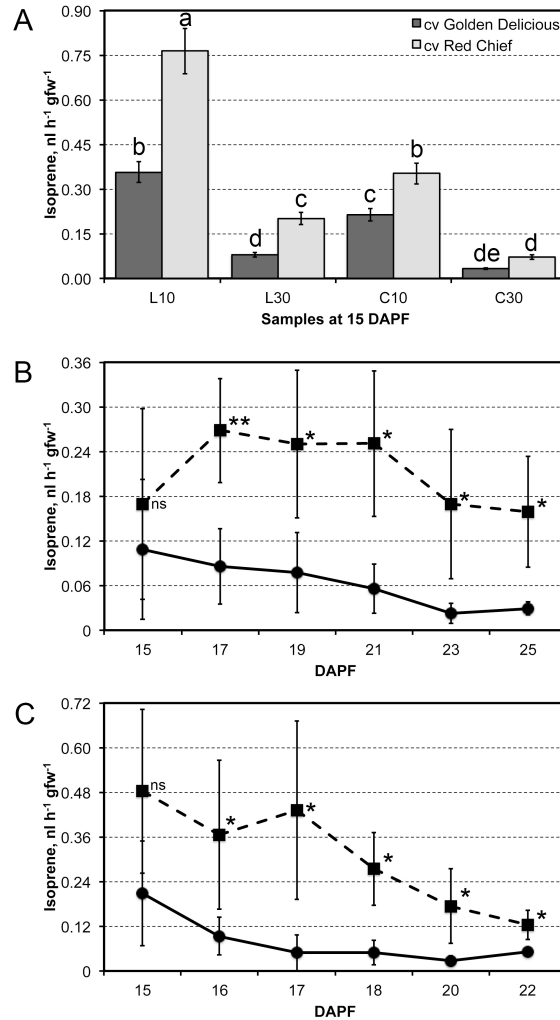 A
cv Golden Delicious
cv Red Chief
Isoprene, nl h-1 gfw-1
0.90
0.75
0.60
0.45
0.30
0.15
0.00
b
a
d
c
c
b
de
d
L10
L30
C10
C30
Samples at 15 DAPF
B
Isoprene, nl h-1 gfw-1
0.36
0.30
0.24
0.18
0.12
0.06
0
ns
**
*
*
*
*
15
17
19
21
23
25
DAPF
C
Isoprene, nl h-1 gfw-1
0.72
0.60
0.48
0.36
0.24
0.12
0
ns
*
*
*
*
*
15
16
17
18
20
22
DAPF